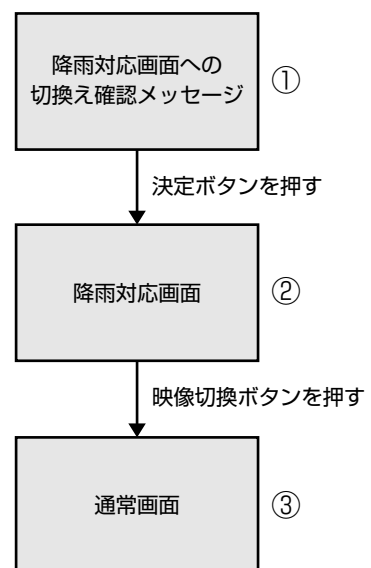 降雨対応画面への
切換え確認メッセージ
①
決定ボタンを押す
降雨対応画面
②
映像切換ボタンを押す
通常画面
③